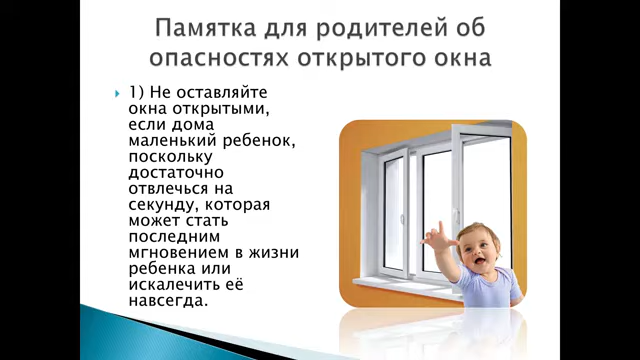 Памятка для родителей об
опасностях открытого окна
1) Не оставляйте
окна открытыми,
если дома
маленький ребенок,
поскольку
достаточно
отвлечься на
секунду, которая
может стать
последним
мгновением в жизни
ребенка или
искалечить её
навсегда.